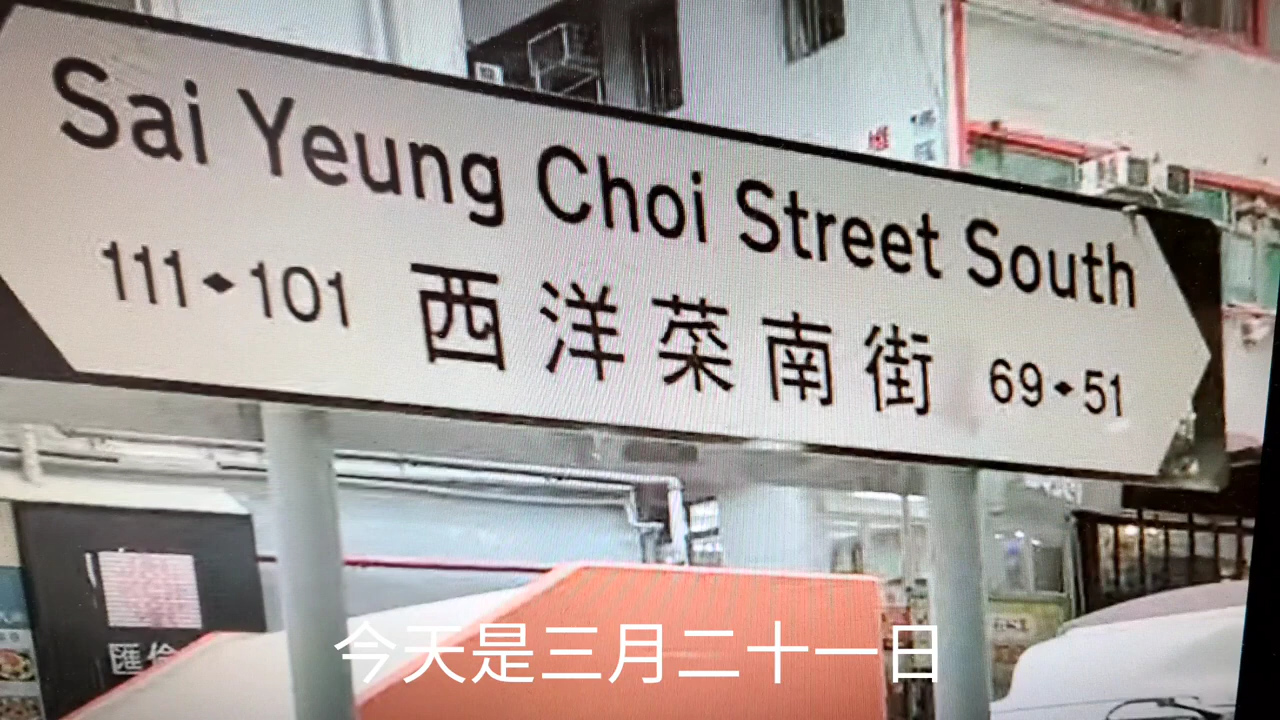 Sai Yeung Choi Street South
111◆101 西洋菜南街 69◆51
匯
今天是三月二十一日